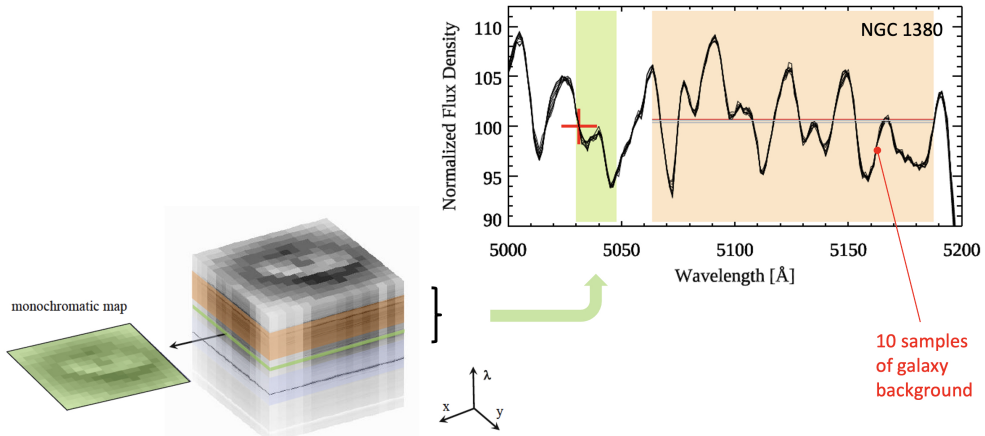 NGC 1380
Normalized Flux Density
110
105
100
95
90
5000
5050
5100
5150
5200
Wavelength [Å]
monochromatic map
λ
x
y
10 samples
of galaxy
background